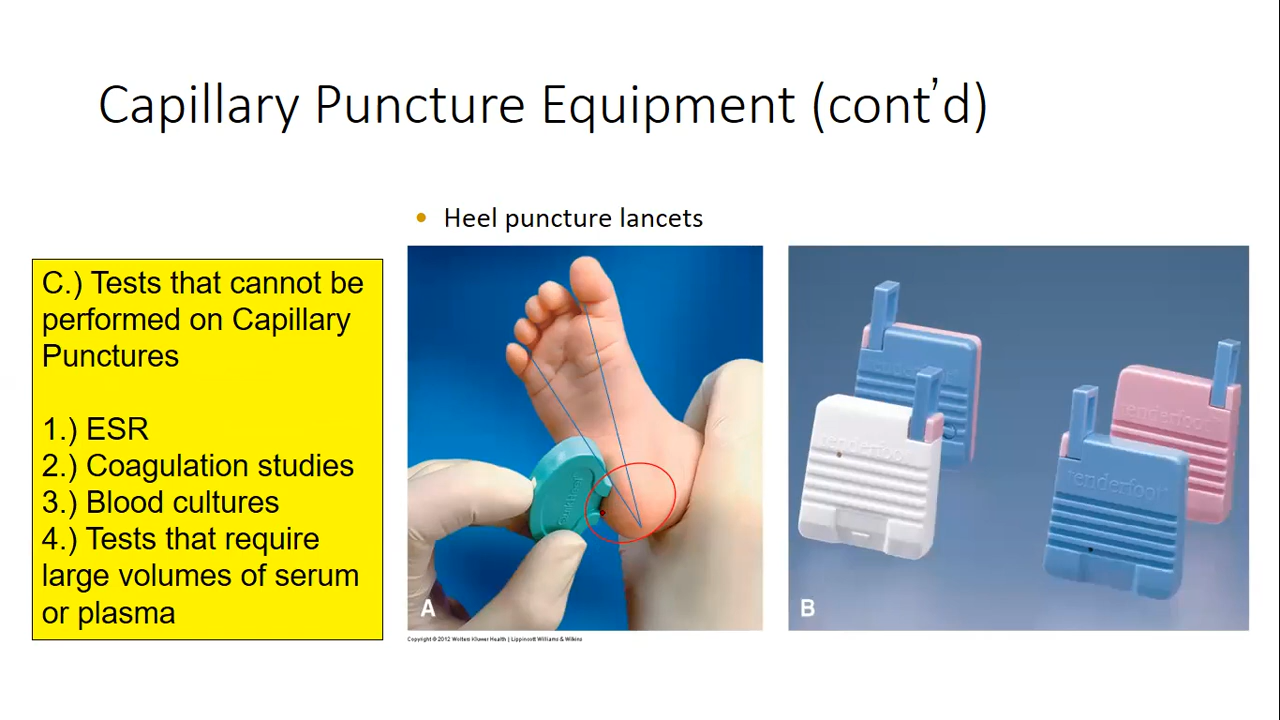 Capillary Puncture Equipment (cont’d)
• Heel puncture lancets
C.) Tests that cannot be
performed on Capillary
Punctures
1.) ESR
2.) Coagulation studies
3.) Blood cultures
4.) Tests that require
large volumes of serum
or plasma
A
B
tenderfoot
tenderfoot
Copyright © 2012 Wolters Kluwer Health | Lippincott Williams & Wilkins